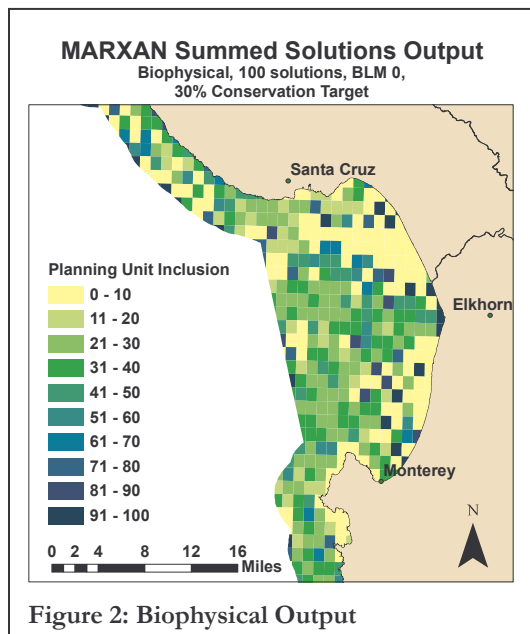 MARXAN Summed Solutions Output
Biophysical, 100 solutions, BLM 0,
30% Conservation Target
Santa Cruz
Planning Unit Inclusion
0 - 10
11 - 20
21 - 30
31 - 40
41 - 50
51 - 60
61 - 70
71 - 80
81 - 90
91 - 100
Elkhorn
Monterey
N
0 2 4 8 12 16
Miles
Figure 2: Biophysical Output